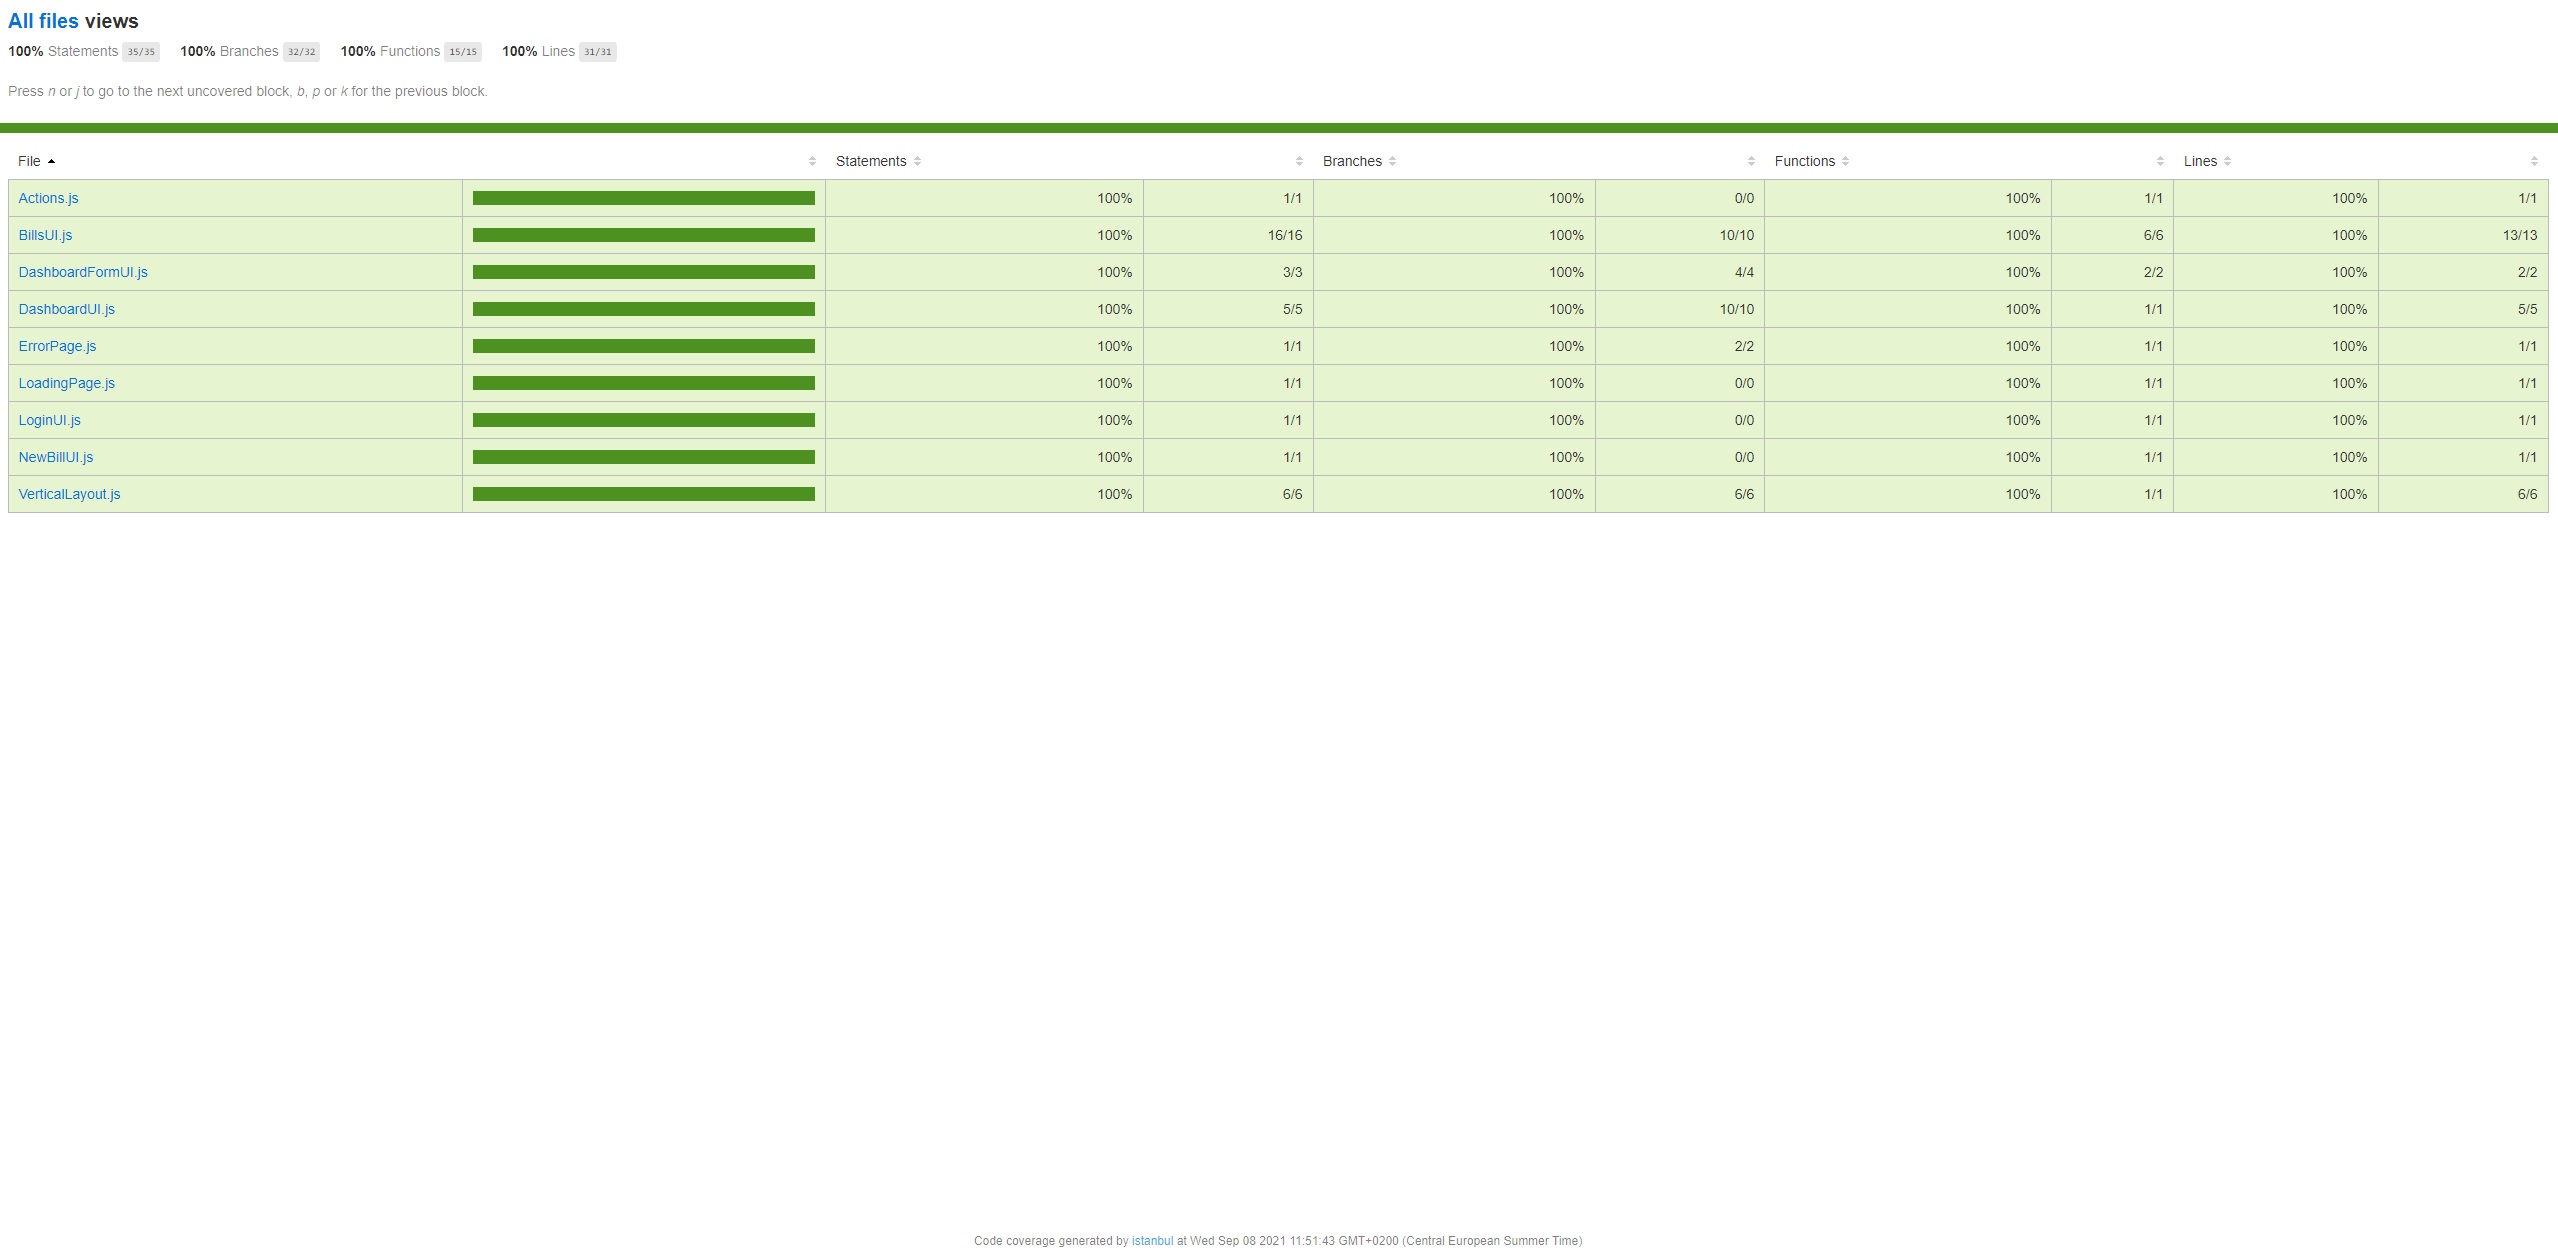 All files views
100% Statements 35/35 100% Branches 32/32 100% Functions 15/15 100% Lines 31/31
Press n or j to go to the next uncovered block, b, p or k for the previous block.
File Statements Branches Functions Lines
Actions.js 100% 1/1 100% 0/0 100% 1/1 100% 1/1
BillsUI.js 100% 16/16 100% 10/10 100% 6/6 100% 13/13
DashboardFormUI.js 100% 3/3 100% 4/4 100% 2/2 100% 2/2
DashboardUI.js 100% 5/5 100% 10/10 100% 1/1 100% 5/5
ErrorPage.js 100% 1/1 100% 2/2 100% 1/1 100% 1/1
LoadingPage.js 100% 1/1 100% 0/0 100% 1/1 100% 1/1
LoginUI.js 100% 1/1 100% 0/0 100% 1/1 100% 1/1
NewBillUI.js 100% 1/1 100% 0/0 100% 1/1 100% 1/1
VerticalLayout.js 100% 6/6 100% 6/6 100% 1/1 100% 6/6
Code coverage generated by istanbul at Wed Sep 08 2021 11:51:43 GMT+0200 (Central European Summer Time)